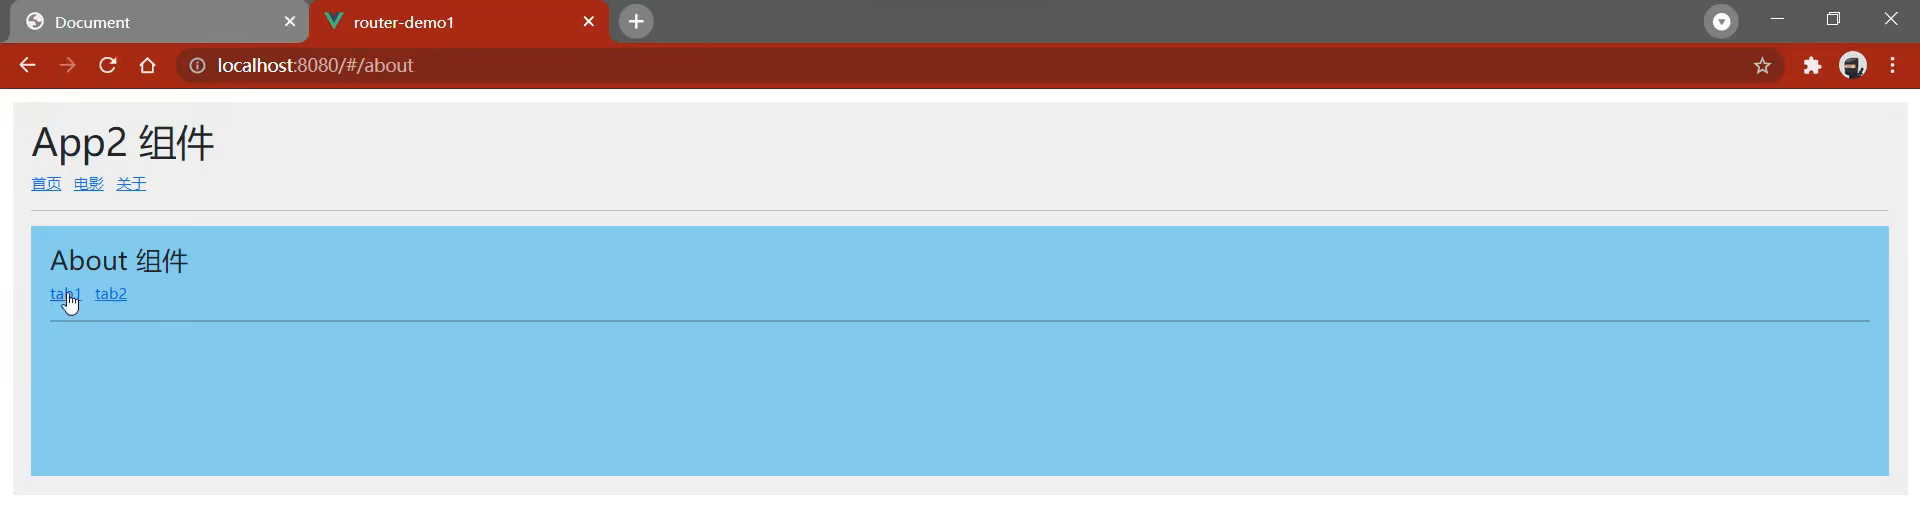 Document
router-demo1
localhost:8080/#/about
App2 组件
首页 电影 关于
About 组件
tab1 tab2